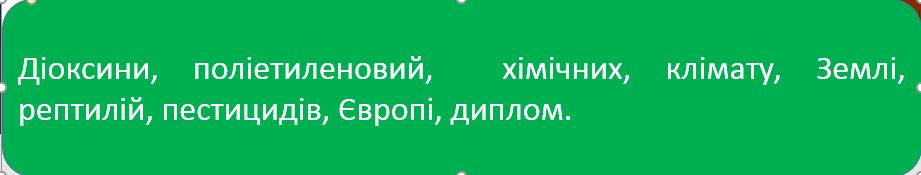 Діоксини, поліетиленовий, хімічних, клімату, Землі,
рептилій, пестицидів, Європі, диплом.